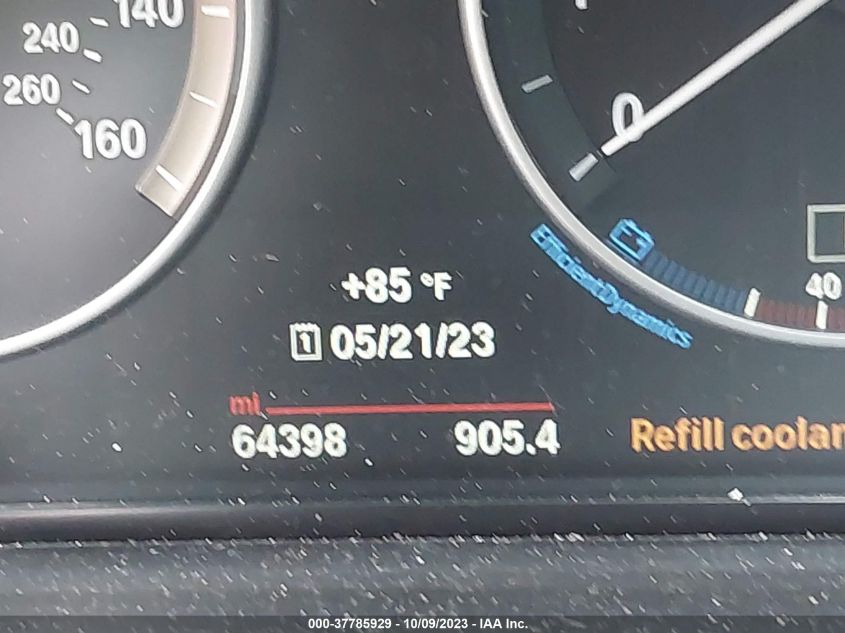 140
240
260
160
0
EfficientDynamics
40
+85 °F
1 05/21/23
mi
64398 905.4
Refill coolan
000-37785929 - 10/09/2023 - IAA Inc.